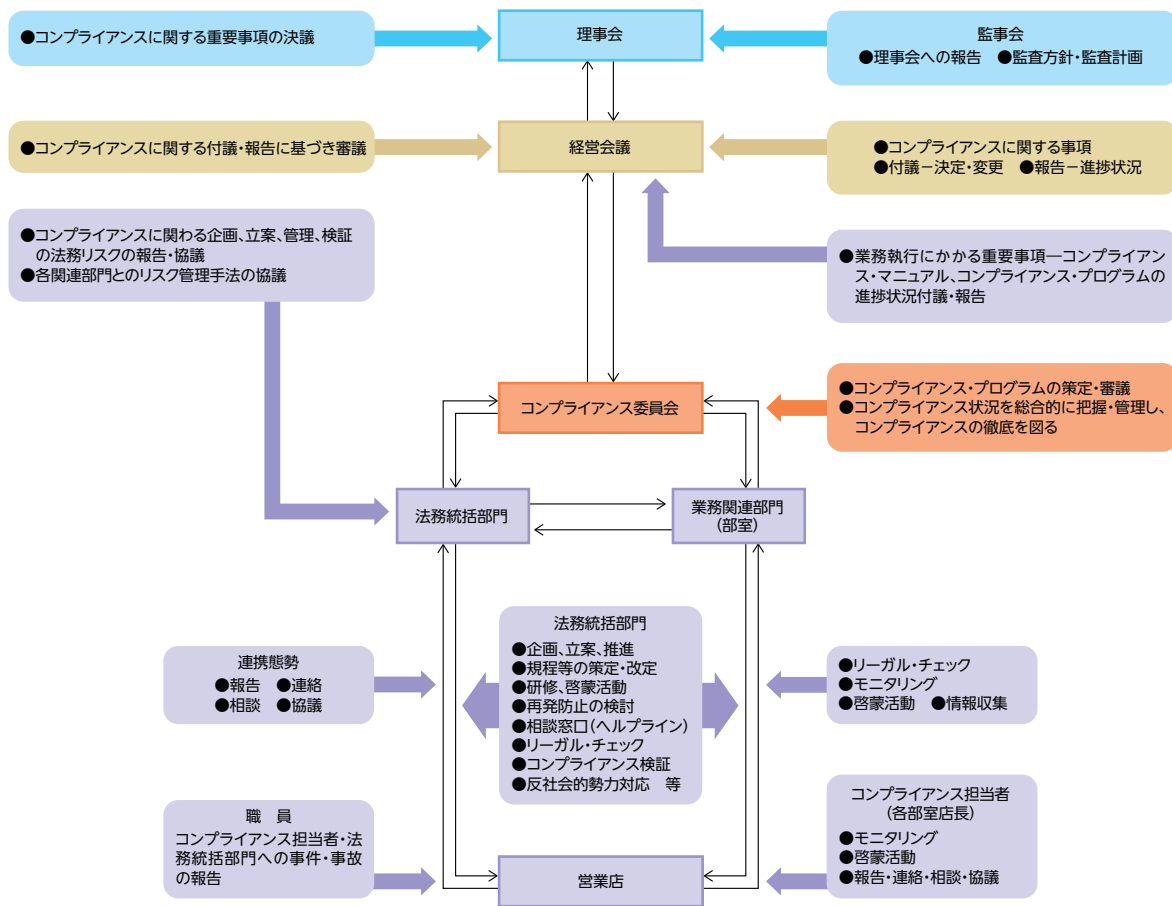 ●コンプライアンスに関する重要事項の決議
理事会
監事会
●理事会への報告　●監査方針・監査計画
●コンプライアンスに関する付議・報告に基づき審議
経営会議
●コンプライアンスに関する事項
●付議－決定・変更　●報告－進捗状況
●コンプライアンスに関わる企画、立案、管理、検証
の法務リスクの報告・協議
●各関連部門とのリスク管理手法の協議
●業務執行にかかる重要事項―コンプライアン
ス・マニュアル、コンプライアンス・プログラムの
進捗状況付議・報告
コンプライアンス委員会
●コンプライアンス・プログラムの策定・審議
●コンプライアンス状況を総合的に把握・管理し、
コンプライアンスの徹底を図る
法務統括部門
業務関連部門
(部室)
連携態勢
●報告　●連絡
●相談　●協議
法務統括部門
●企画、立案、推進
●規程等の策定・改定
●研修、啓蒙活動
●再発防止の検討
●相談窓口(ヘルプライン)
●リーガル・チェック
●コンプライアンス検証
●反社会的勢力対応　等
●リーガル・チェック
●モニタリング
●啓蒙活動　●情報収集
職　員
コンプライアンス担当者・法
務統括部門への事件・事故
の報告
営業店
コンプライアンス担当者
(各部室店長)
●モニタリング
●啓蒙活動
●報告・連絡・相談・協議